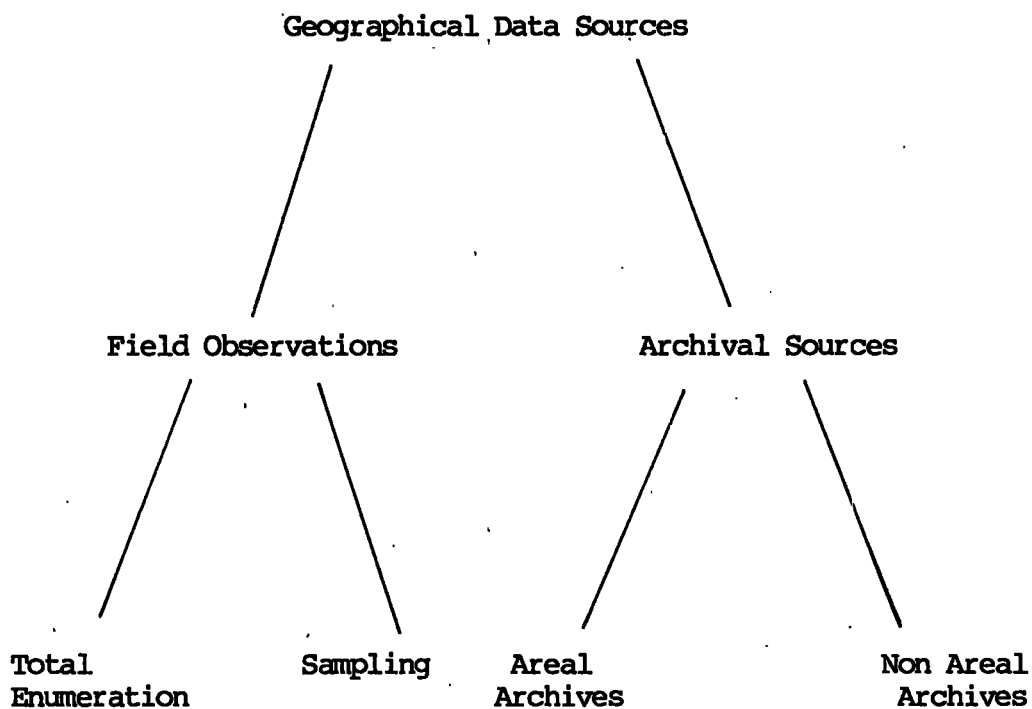 Geographical Data Sources
Field Observations
Archival Sources
Total
Enumeration
Sampling
Areal
Archives
Non Areal
Archives